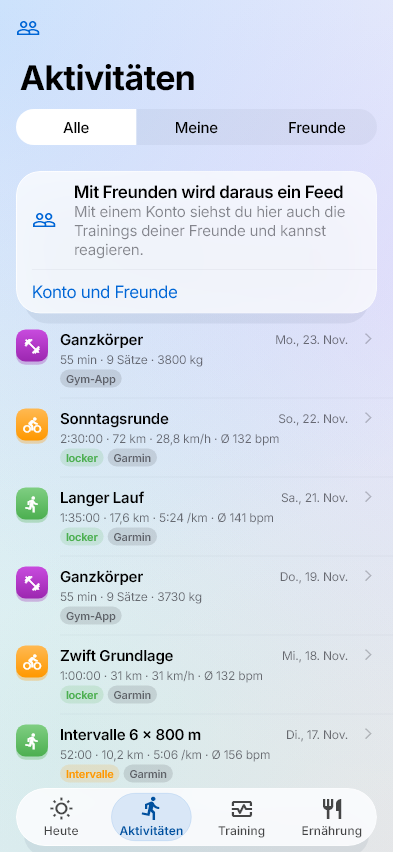 Aktivitäten
Alle
Meine
Freunde
Mit Freunden wird daraus ein Feed
Mit einem Konto siehst du hier auch die
Trainings deiner Freunde und kannst
reagieren.
Konto und Freunde
Ganzkörper
Mo., 23. Nov.
55 min · 9 Sätze · 3800 kg
Gym-App
Sonntagsrunde
So., 22. Nov.
2:30:00 · 72 km · 28,8 km/h · Ø 132 bpm
locker
Garmin
Langer Lauf
Sa., 21. Nov.
1:35:00 · 17,6 km · 5:24 /km · Ø 141 bpm
locker
Garmin
Ganzkörper
Do., 19. Nov.
55 min · 9 Sätze · 3730 kg
Gym-App
Zwift Grundlage
Mi., 18. Nov.
1:00:00 · 31 km · 31 km/h · Ø 132 bpm
locker
Garmin
Intervalle 6 × 800 m
Di., 17. Nov.
52:00 · 10,2 km · 5:06 /km · Ø 156 bpm
Intervalle
Garmin
Heute
Aktivitäten
Training
Ernährung